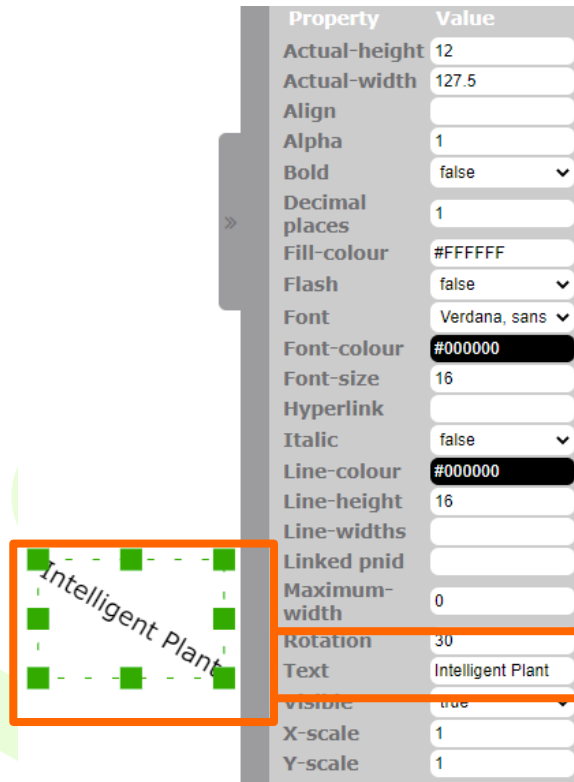 Property Value
Actual-height 12
Actual-width 127.5
Align
Alpha 1
Bold false
Decimal
places 1
Fill-colour #FFFFFF
Flash false
Font Verdana, sans
Font-colour #000000
Font-size 16
Hyperlink
Italic false
Line-colour #000000
Line-height 16
Line-widths
Linked pnid
Maximum-
width 0
Rotation 30
Text Intelligent Plant
Visible true
X-scale 1
Y-scale 1
»
Intelligent Plant